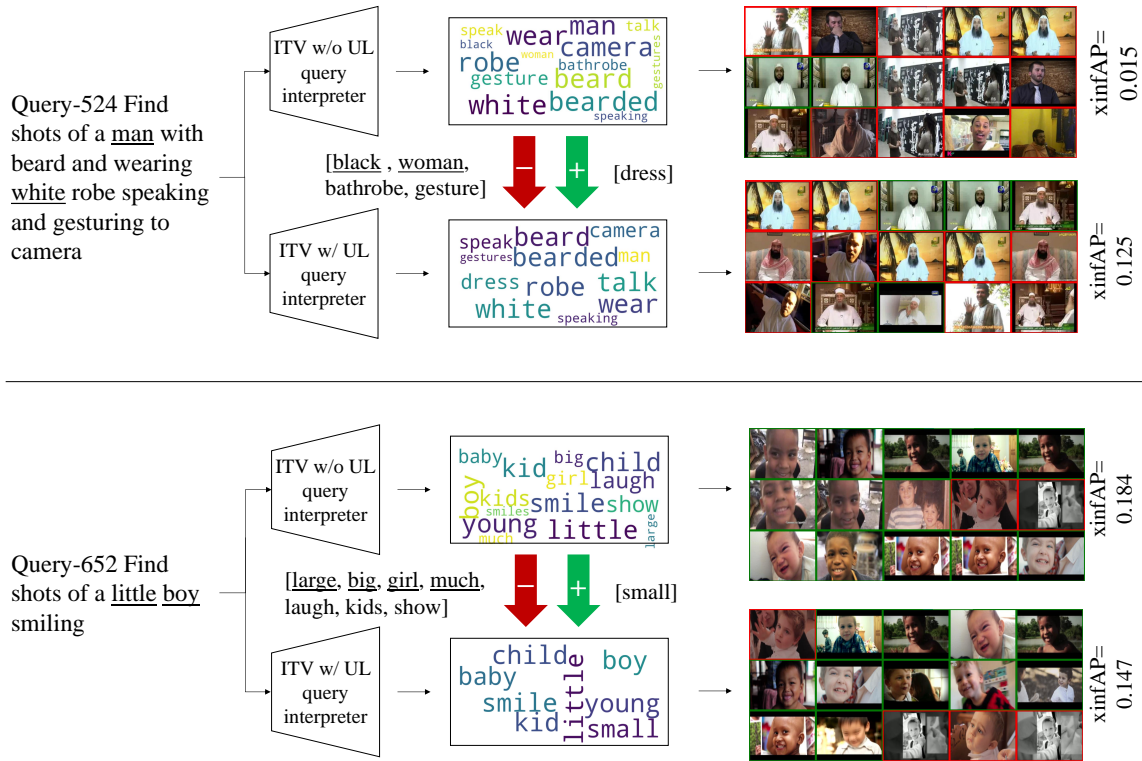 Query-524 Find
shots of a man with
beard and wearing
white robe speaking
and gesturing to
camera
ITV w/o UL
query
interpreter
speak
wear
man
talk
black
woman
camera
robe
bathrobe
gestures
gesture
beard
white
bearded
speaking
xinfAP=
0.015
[black , woman,
bathrobe, gesture]
−
+
[dress]
ITV w/ UL
query
interpreter
speak
beard
camera
gestures
bearded
man
dress
robe
talk
white
wear
speaking
xinfAP=
0.125
Query-652 Find
shots of a little boy
smiling
ITV w/o UL
query
interpreter
baby
kid
big
child
girl
laugh
boy
kids
smiles
smile
show
young
much
little
large
xinfAP=
0.184
[large, big, girl, much,
laugh, kids, show]
−
+
[small]
ITV w/ UL
query
interpreter
child
boy
baby
little
smile
young
kid
small
xinfAP=
0.147